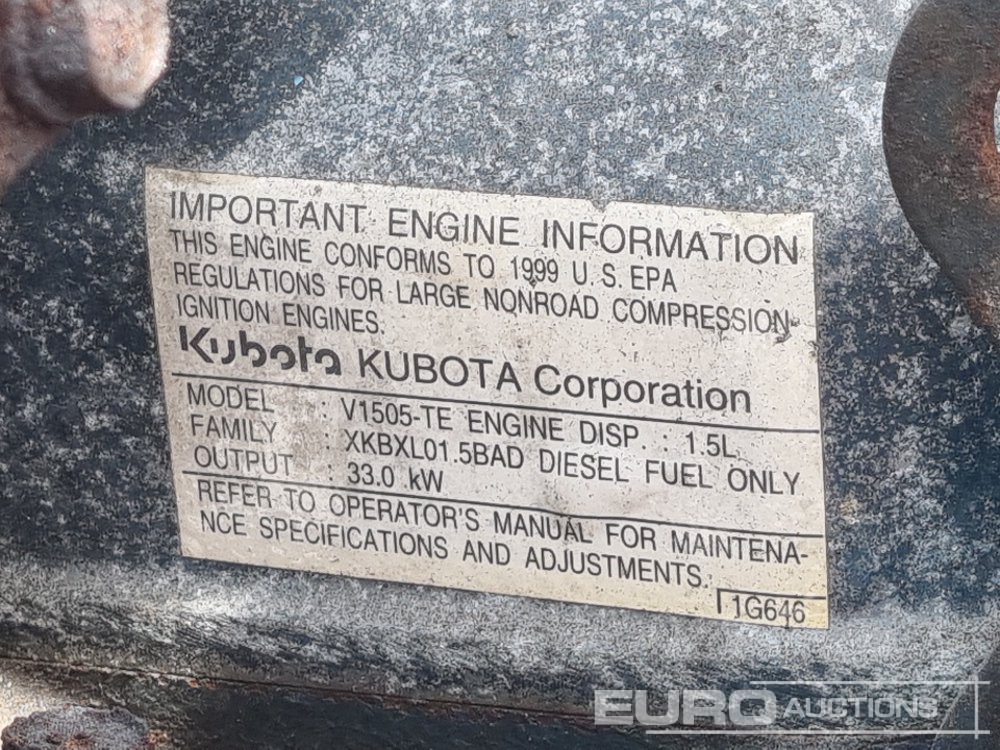 IMPORTANT ENGINE INFORMATION
THIS ENGINE CONFORMS TO 1999 U.S.EPA
REGULATIONS FOR LARGE NONROAD COMPRESSION-
IGNITION ENGINES.
Kubota KUBOTA Corporation
MODEL : V1505-TE ENGINE DISP. : 1.5L
FAMILY : XKBXL01.5BAD DIESEL FUEL ONLY
OUTPUT : 33.0 kW
REFER TO OPERATOR'S MANUAL FOR MAINTENA-
NCE SPECIFICATIONS AND ADJUSTMENTS.
1G646
EURO AUCTIONS